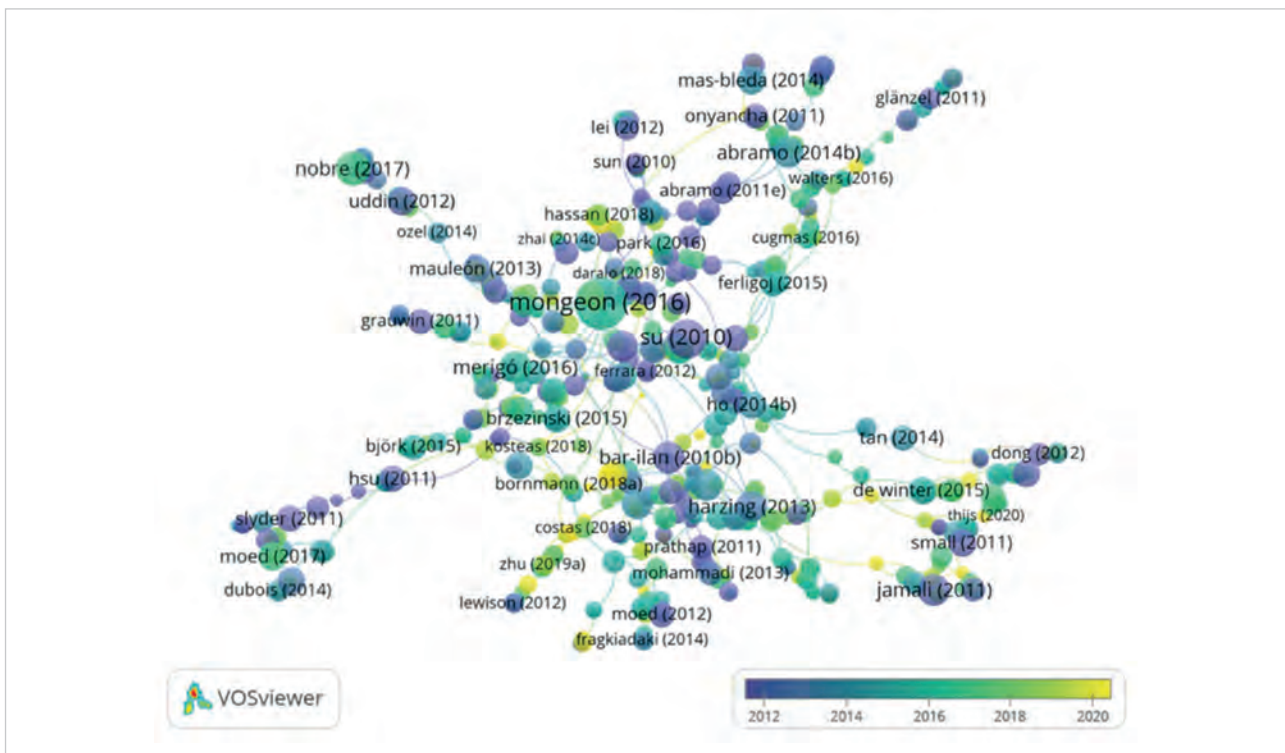 mas-bleda (2014)
glänzel (2011)
onyancha (2011)
lei (2012)
abramo (2014b)
sun (2010)
nobre (2017)
walters (2016)
abramo (2011e)
uddin (2012)
hassan (2018)
ozel (2014)
zhai (2014c)
park (2016)
cugmas (2016)
mauleón (2013)
daraio (2018)
ferligoj (2015)
mongeon (2016)
grauwin (2011)
su (2010)
merigó (2016)
ferrara (2012)
ho (2014b)
brzezinski (2015)
björk (2015)
kosteas (2018)
tan (2014)
bar-ilan (2010b)
dong (2012)
hsu (2011)
bornmann (2018a)
de winter (2015)
harzing (2013)
slyder (2011)
costas (2018)
thijs (2020)
small (2011)
moed (2017)
prathap (2011)
zhu (2019a)
mohammadi (2013)
dubois (2014)
jamali (2011)
lewison (2012)
moed (2012)
fragkiadaki (2014)
VOSviewer
2012 2014 2016 2018 2020